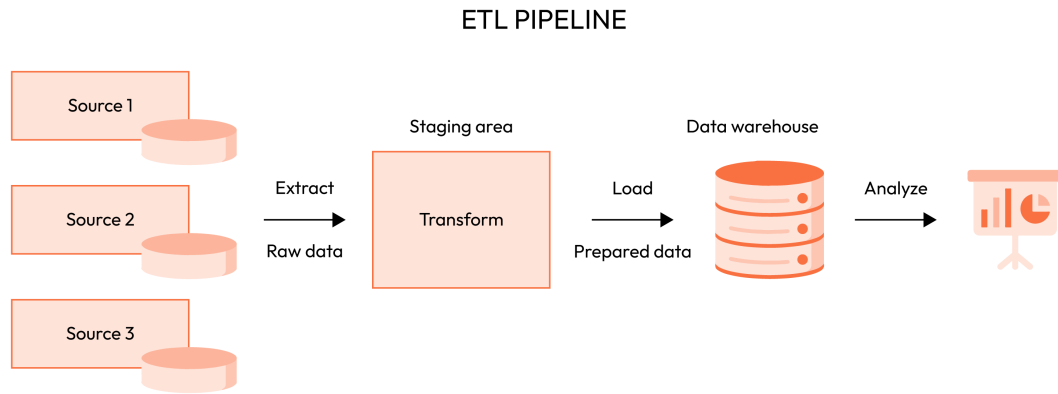 ETL PIPELINE
Source 1
Source 2
Source 3
Extract
Raw data
Staging area
Transform
Load
Prepared data
Data warehouse
Analyze